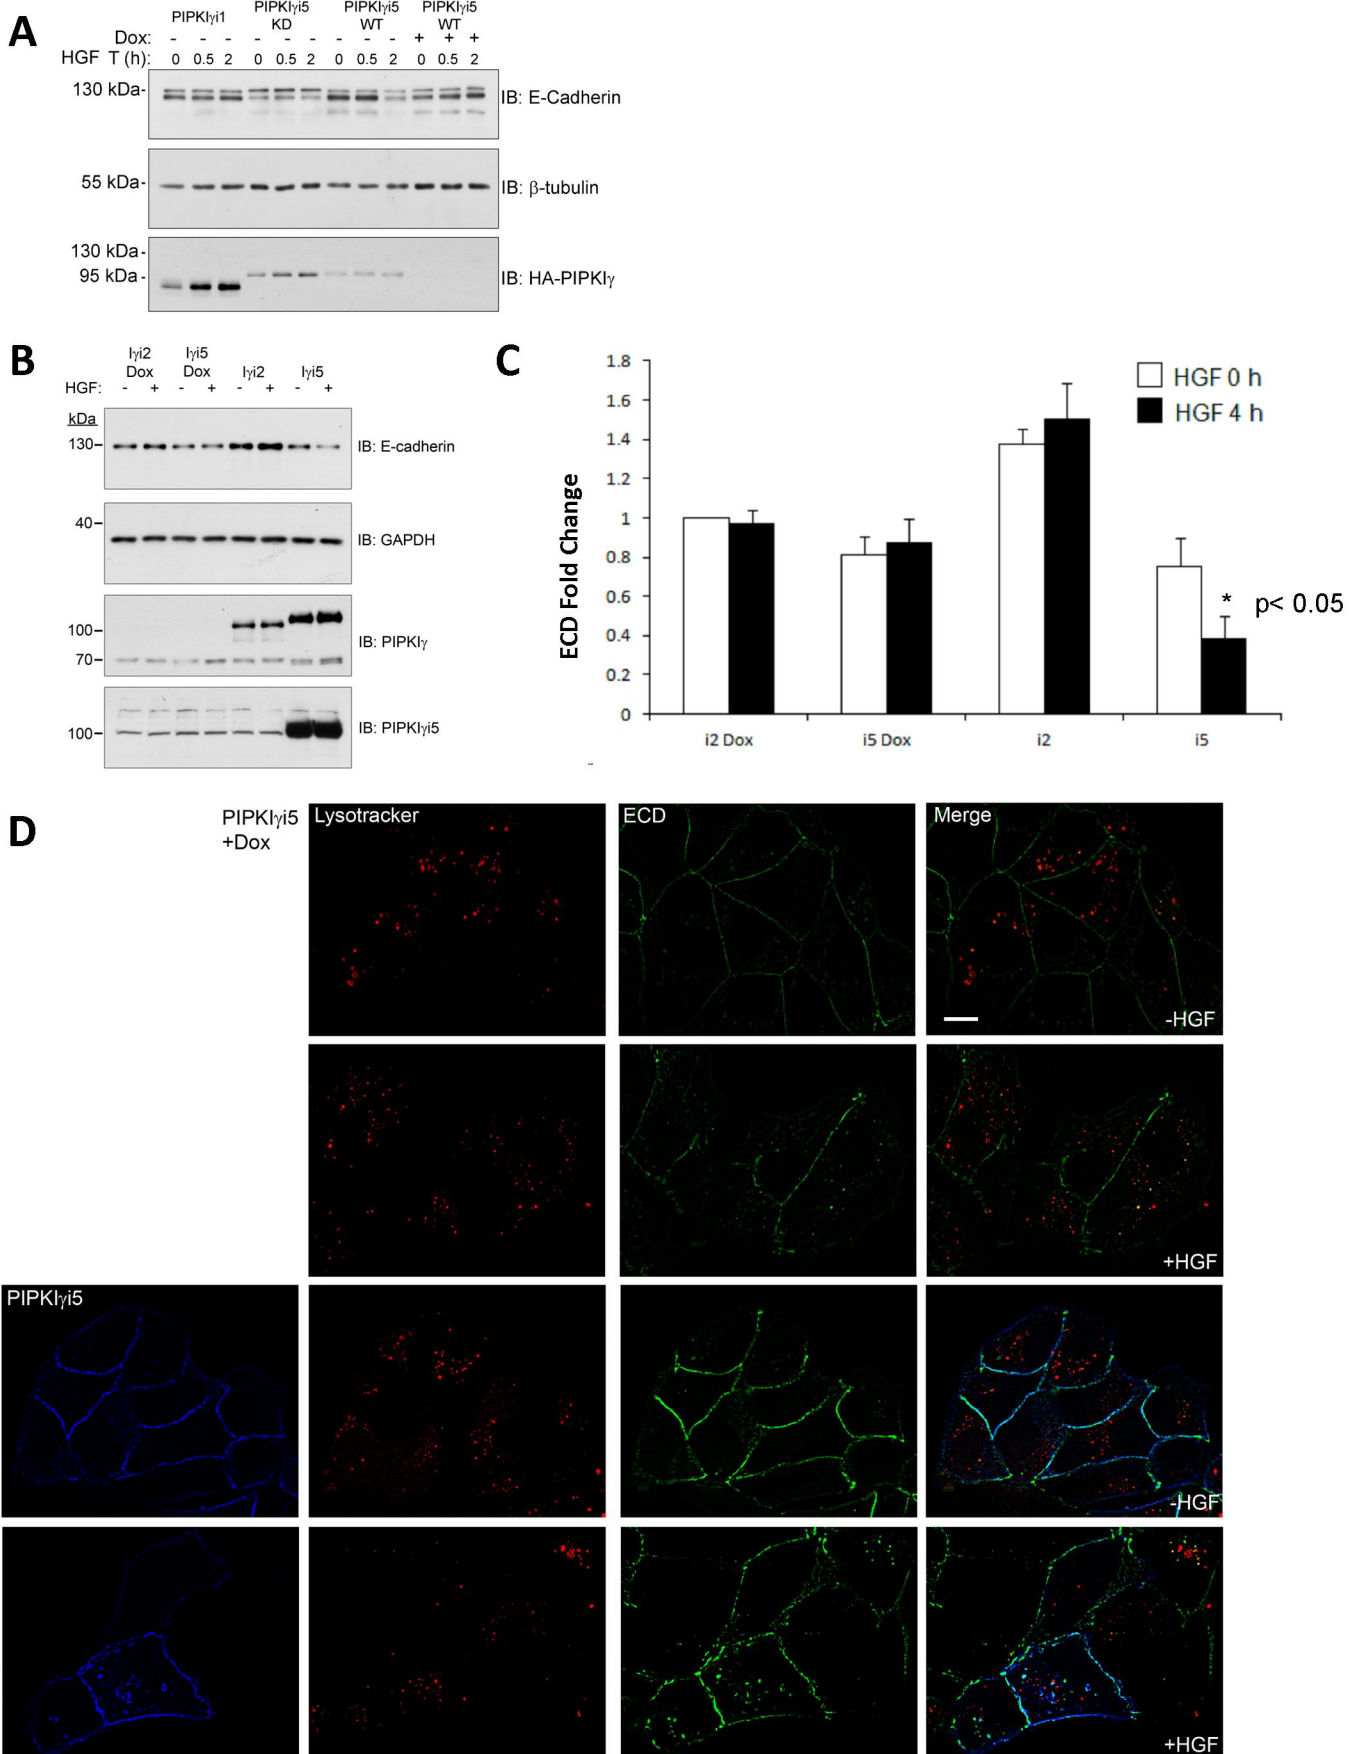 A
PIPKIγi1 PIPKIγi5 PIPKIγi5 PIPKIγi5
KD WT WT
Dox: - - - - - - - - - + + +
HGF T (h): 0 0.5 2 0 0.5 2 0 0.5 2 0 0.5 2
130 kDa- IB: E-Cadherin
55 kDa- IB: β-tubulin
130 kDa-
95 kDa- IB: HA-PIPKIγ
B
Iγi2 Iγi5
Dox Dox Iγi2 Iγi5
HGF: - + - + - + - +
kDa
130– IB: E-cadherin
40–
IB: GAPDH
100–
IB: PIPKIγ
70–
100– IB: PIPKIγi5
C
1.8
1.6
1.4
1.2
1
0.8
0.6
0.4
0.2
0
ECD Fold Change
HGF 0 h
HGF 4 h
* p< 0.05
i2 Dox i5 Dox i2 i5
D
PIPKIγi5
+Dox
Lysotracker ECD Merge
-HGF
+HGF
PIPKIγi5
-HGF
+HGF